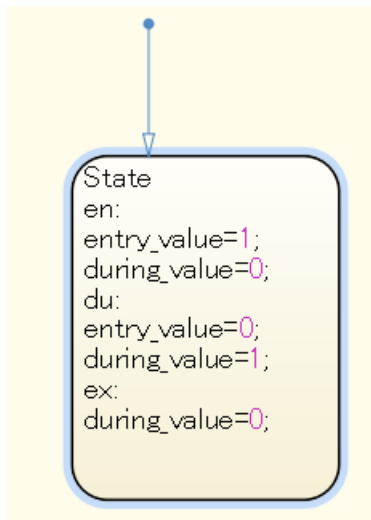 State
en:
entry_value=1;
during_value=0;
du:
entry_value=0;
during_value=1;
ex:
during_value=0;